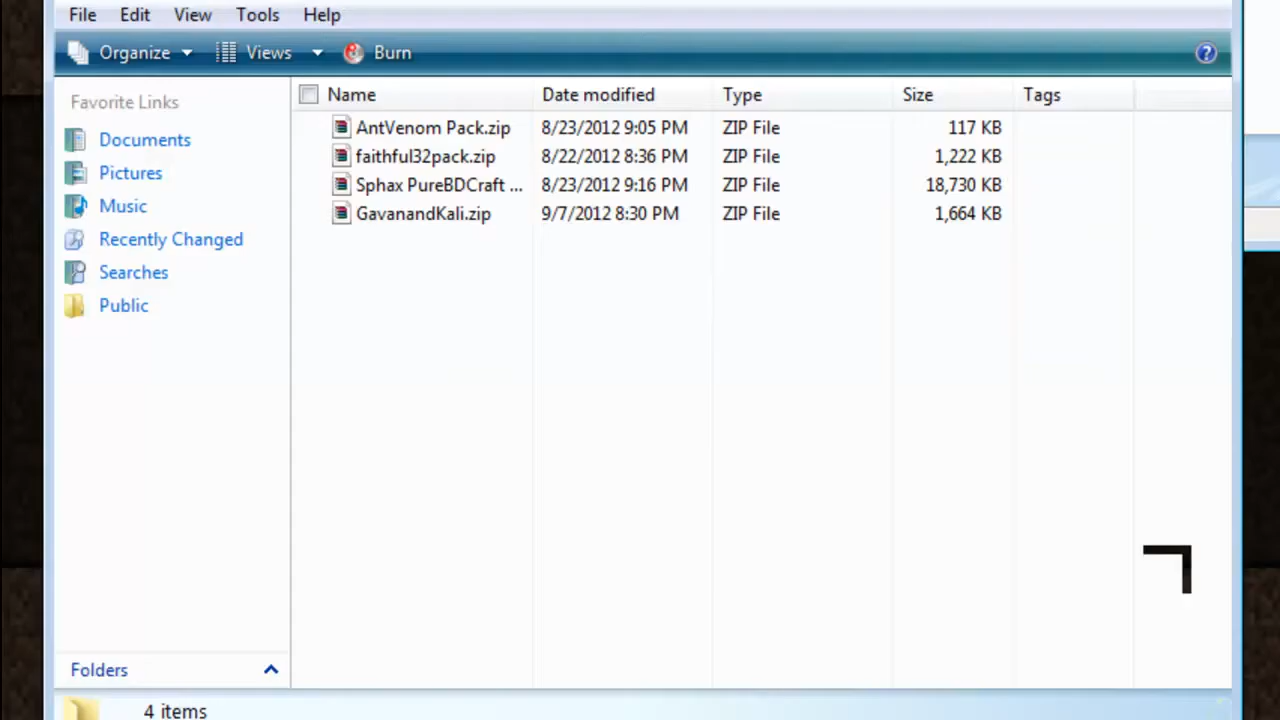 File Edit View Tools Help
Organize Views Burn
Favorite Links
Documents
Pictures
Music
Recently Changed
Searches
Public
Folders
Name Date modified Type Size Tags
AntVenom Pack.zip 8/23/2012 9:05 PM ZIP File 117 KB
faithful32pack.zip 8/22/2012 8:36 PM ZIP File 1,222 KB
Sphax PureBDCraft ... 8/23/2012 9:16 PM ZIP File 18,730 KB
GavanandKali.zip 9/7/2012 8:30 PM ZIP File 1,664 KB
4 items